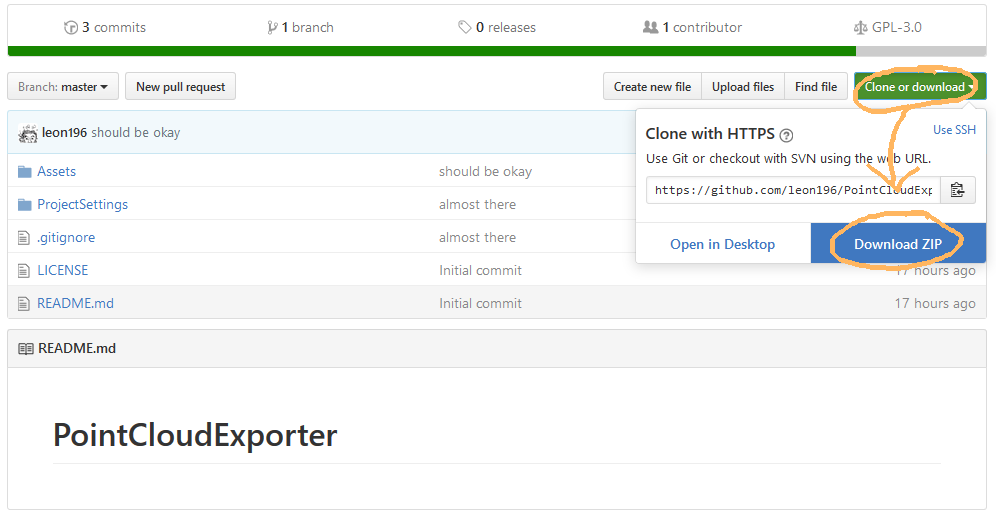 3 commits 1 branch 0 releases 1 contributor GPL-3.0
Branch: master New pull request Create new file Upload files Find file Clone or download
leon196 should be okay
Clone with HTTPS ? Use SSH
Use Git or checkout with SVN using the web URL.
https://github.com/leon196/PointCloudExp
Open in Desktop Download ZIP
Assets should be okay
ProjectSettings almost there
.gitignore almost there
LICENSE Initial commit 17 hours ago
README.md Initial commit 17 hours ago
README.md
PointCloudExporter